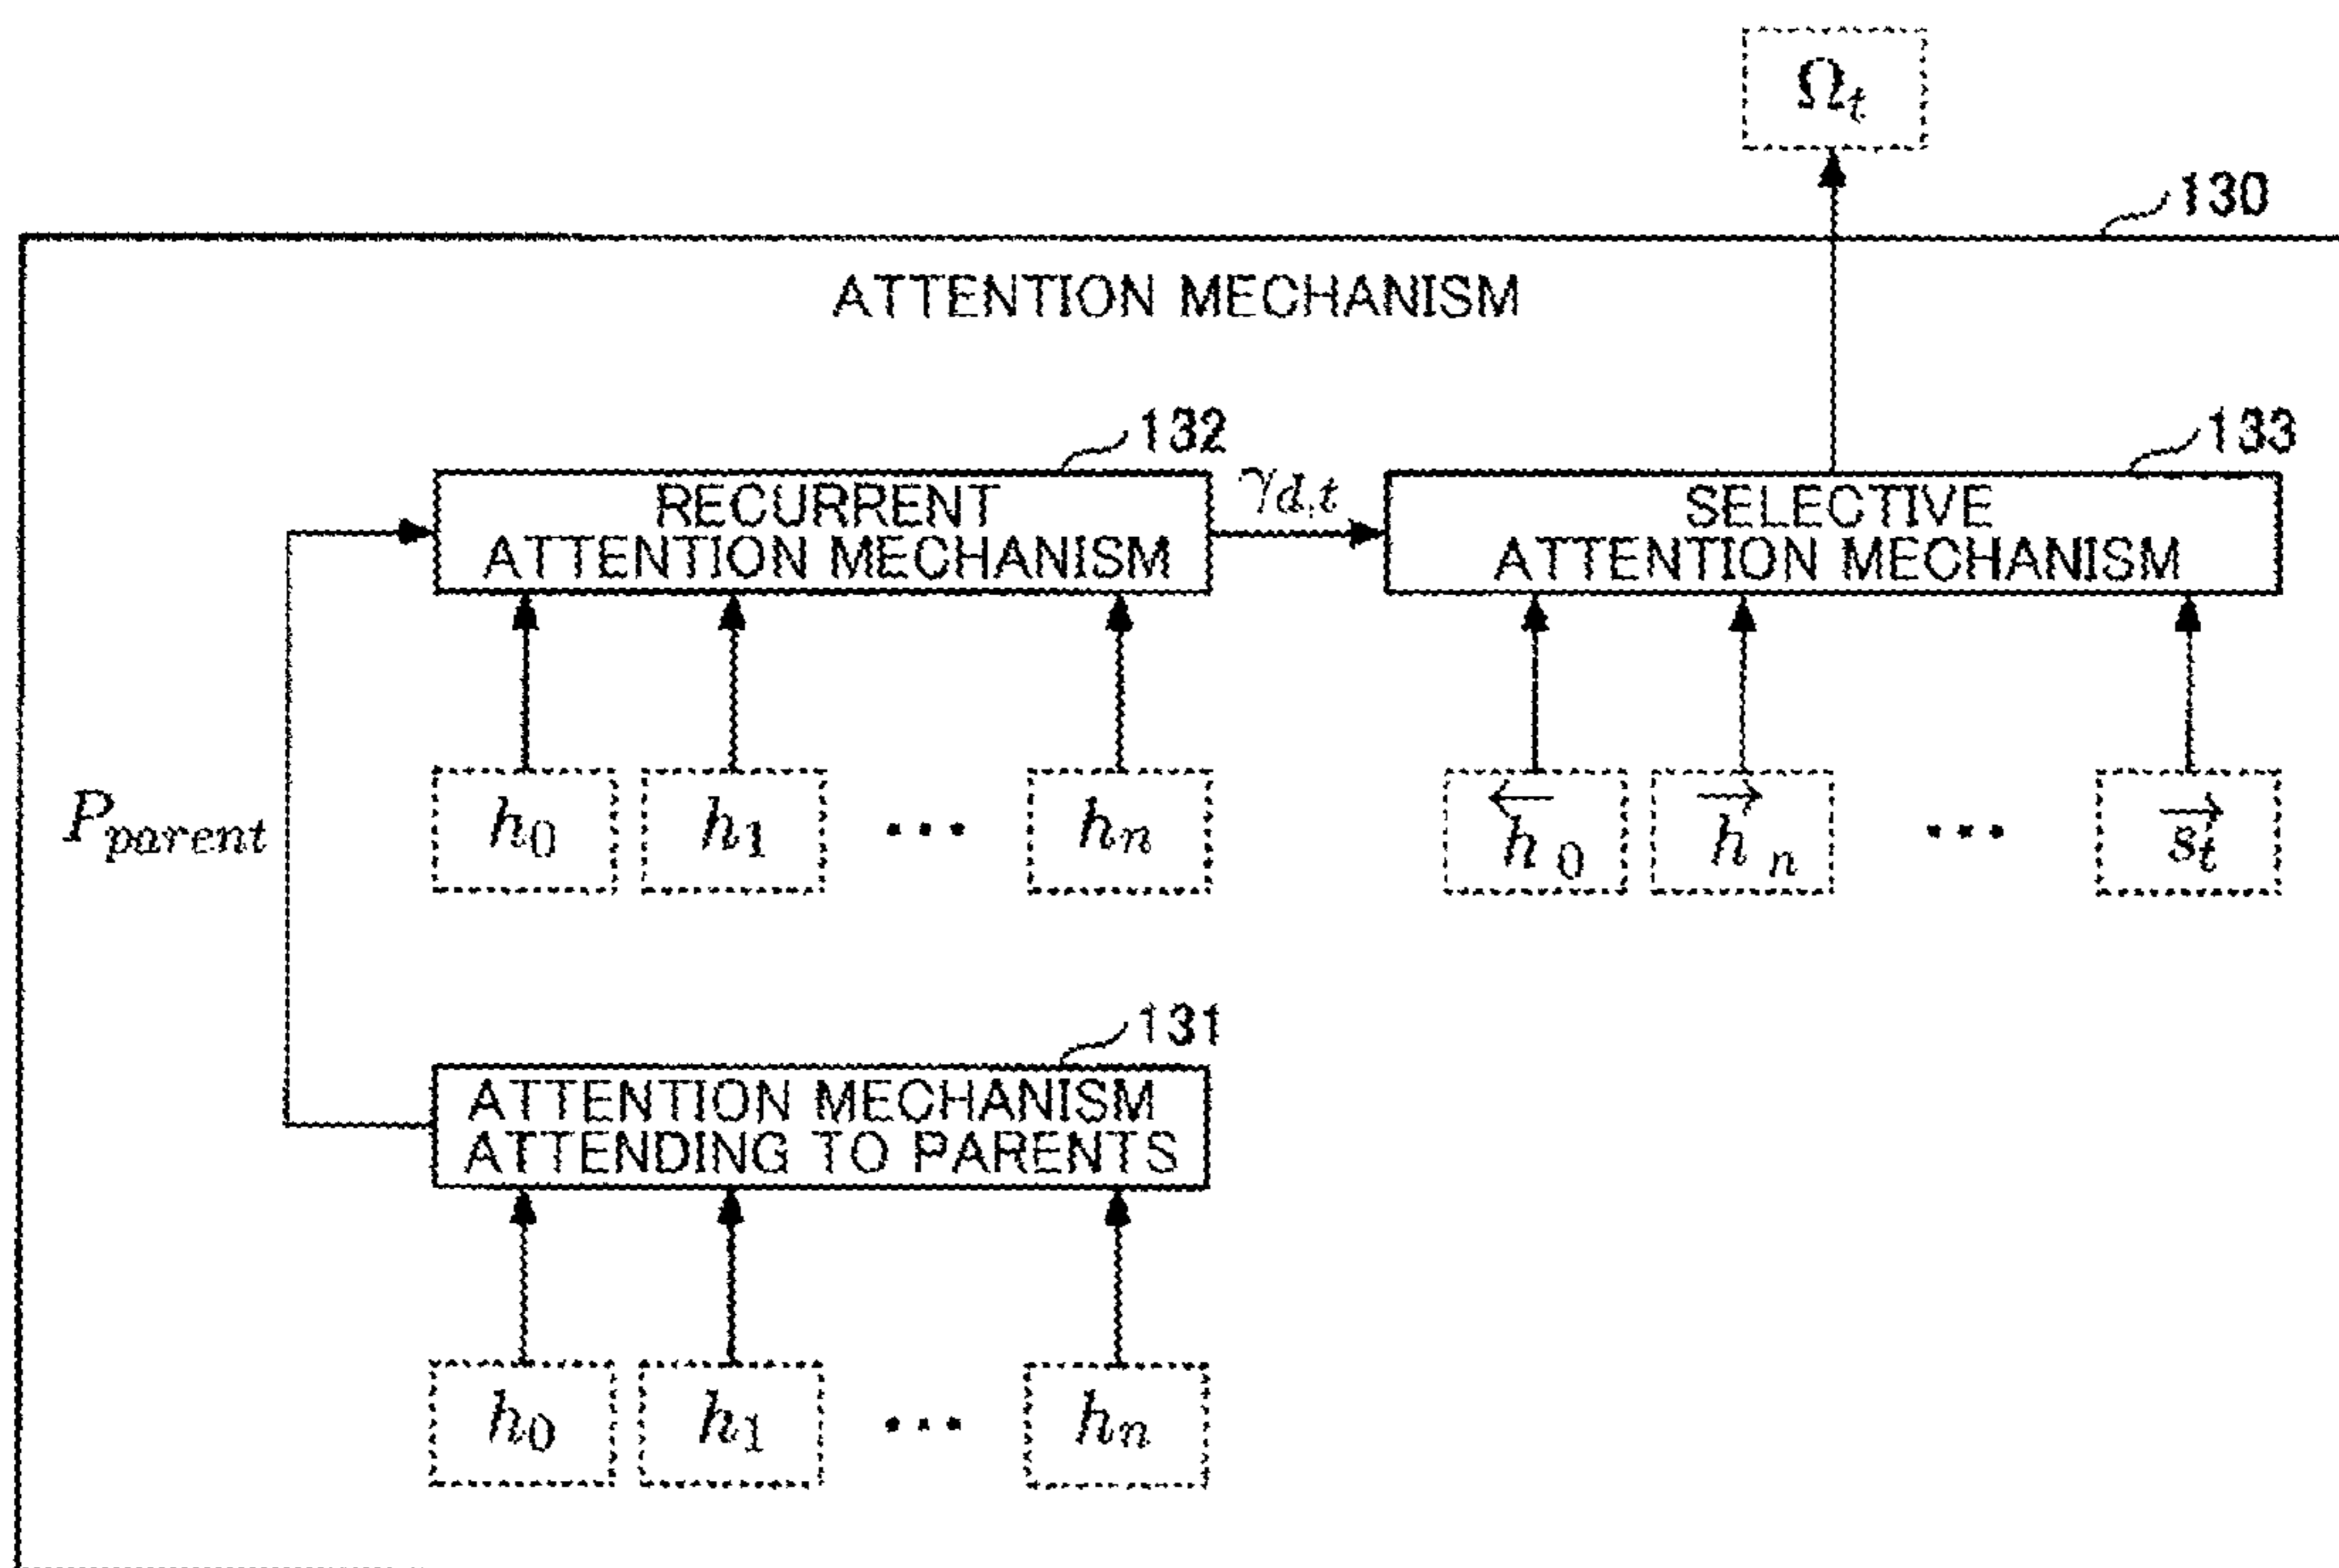 Ωt
130
ATTENTION MECHANISM
132
133
RECURRENT
ATTENTION MECHANISM
γd,t
SELECTIVE
ATTENTION MECHANISM
Pparent
h0 h1 ••• hn
←h0 →hn ••• →st
131
ATTENTION MECHANISM
ATTENDING TO PARENTS
h0 h1 ••• hn